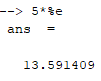 --> 5*%e
ans  =
13.591409